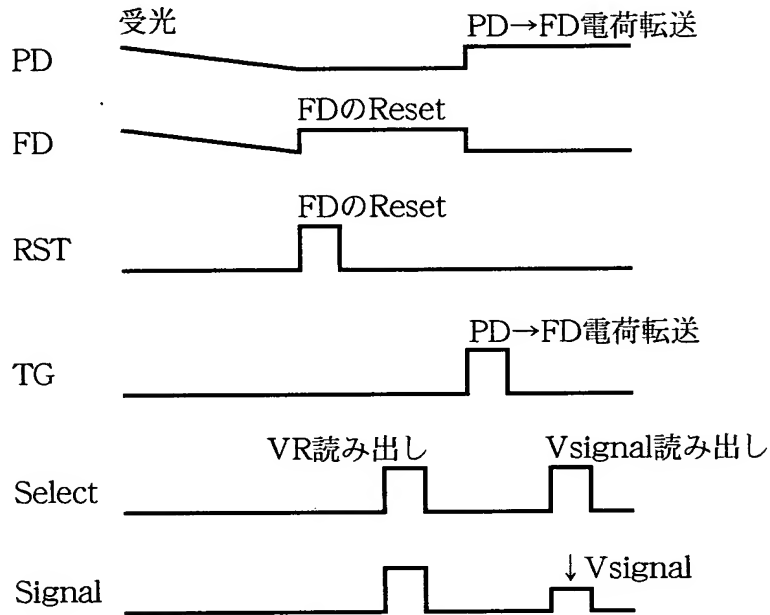 受光
PD→FD電荷転送
PD
FDのReset
FD
FDのReset
RST
PD→FD電荷転送
TG
VR読み出し
Vsignal読み出し
Select
↓Vsignal
Signal